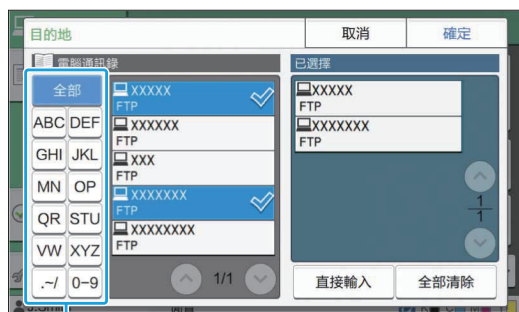 目的地
取消
確定
電腦通訊錄
已選擇
全部
ABC DEF
GHI JKL
MN OP
QR STU
VW XYZ
.~/ 0-9
XXXXX
FTP
XXXXXX
FTP
XXX
FTP
XXXXXXX
FTP
XXXXXXXX
FTP
1/1
XXXXX
FTP
XXXXXXX
FTP
1
1
直接輸入
全部清除